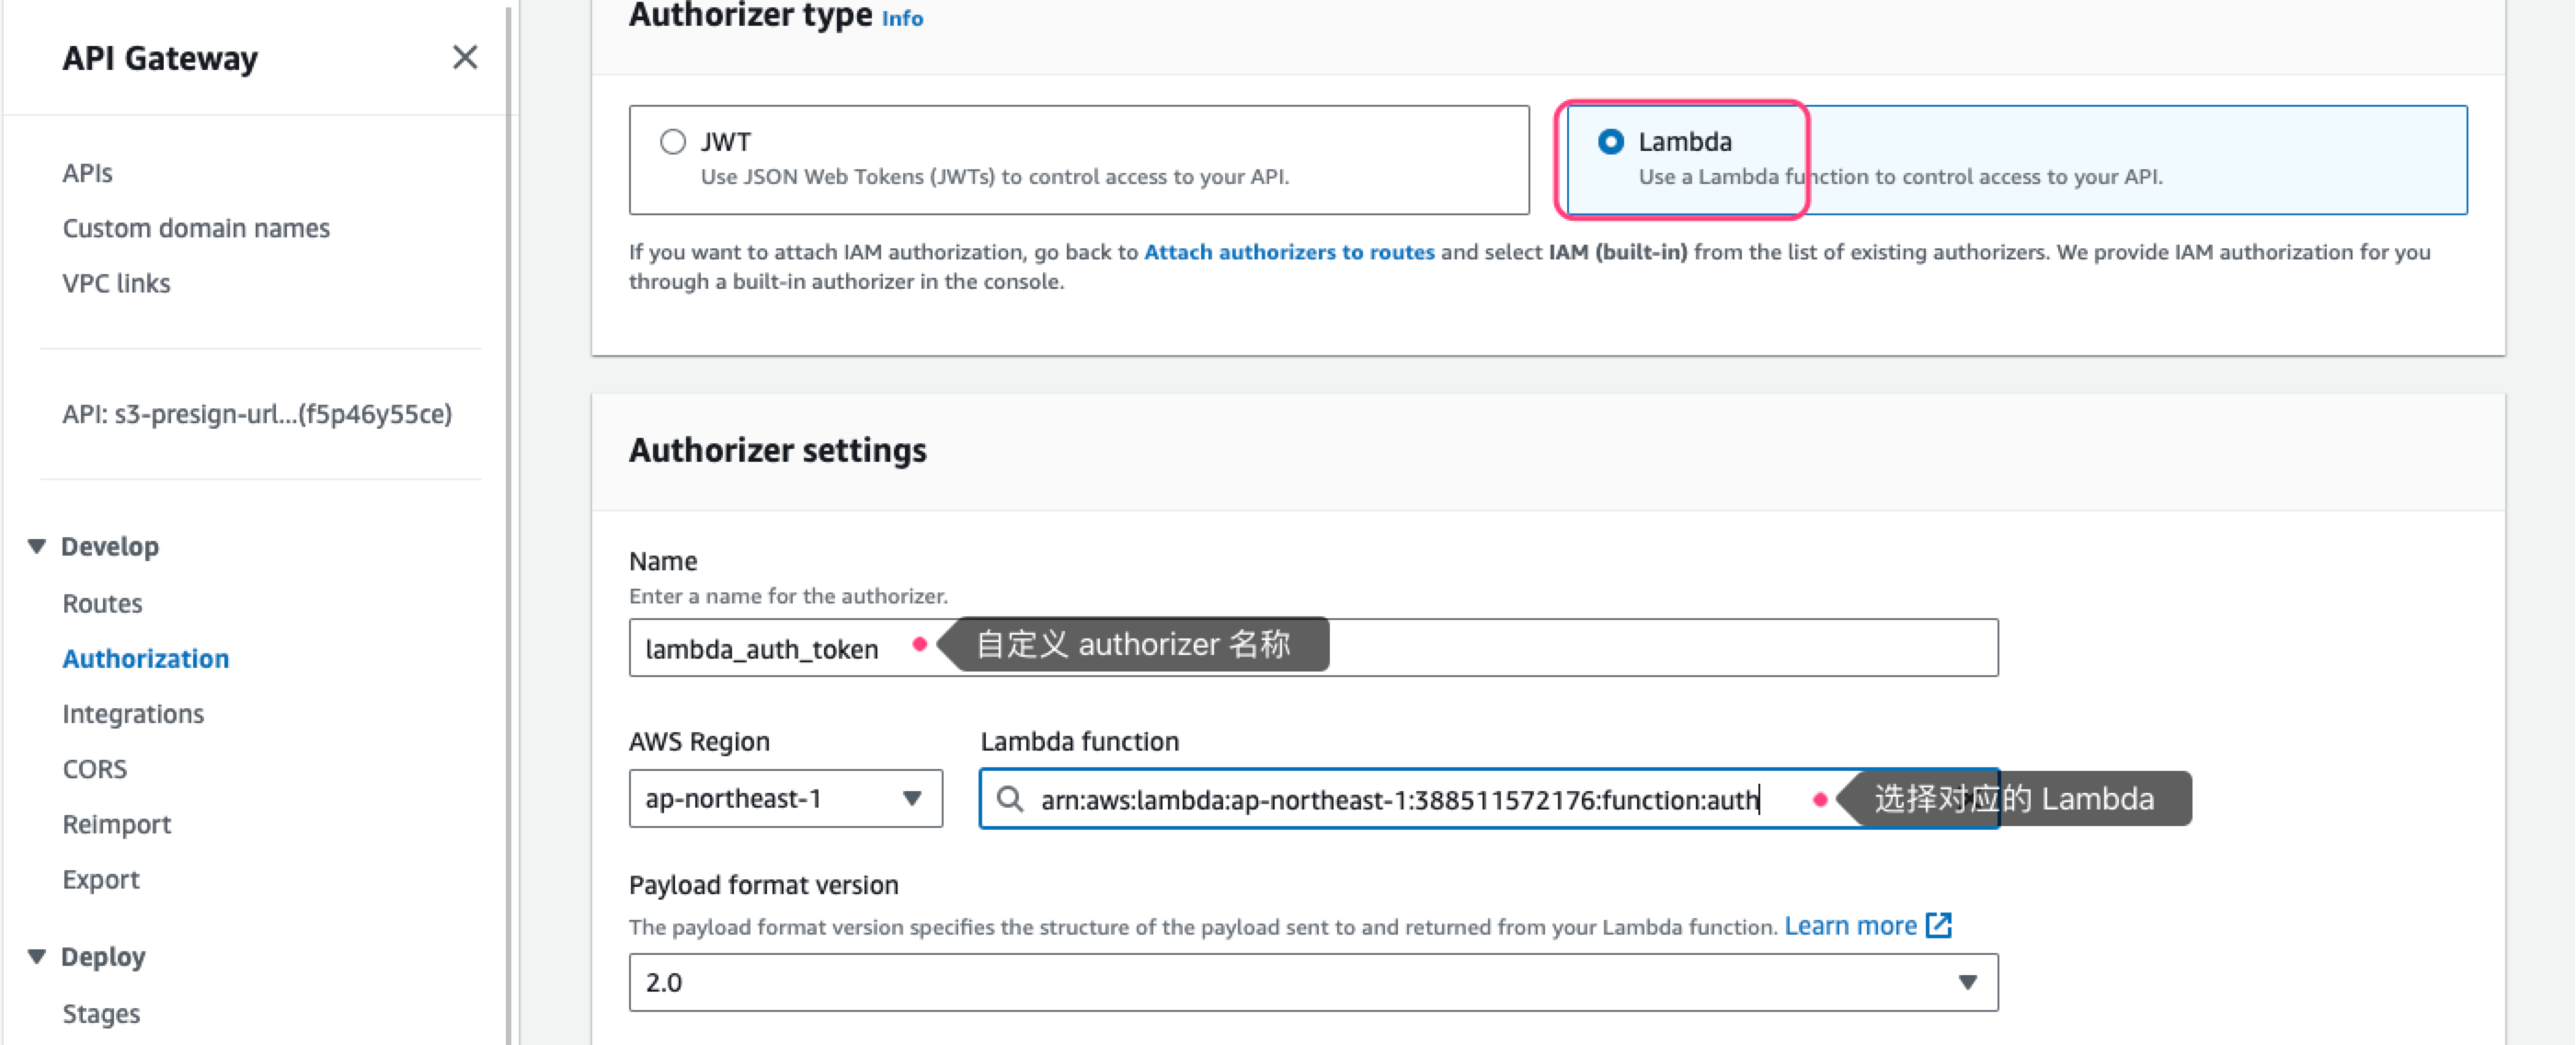 API Gateway
APIs
Custom domain names
VPC links
API: s3-presign-url...(f5p46y55ce)
Develop
Routes
Authorization
Integrations
CORS
Reimport
Export
Deploy
Stages
Authorizer type Info
JWT
Use JSON Web Tokens (JWTs) to control access to your API.
Lambda
Use a Lambda function to control access to your API.
If you want to attach IAM authorization, go back to Attach authorizers to routes and select IAM (built-in) from the list of existing authorizers. We provide IAM authorization for you
through a built-in authorizer in the console.
Authorizer settings
Name
Enter a name for the authorizer.
lambda_auth_token
自定义 authorizer 名称
AWS Region
Lambda function
ap-northeast-1
arn:aws:lambda:ap-northeast-1:388511572176:function:auth
选择对应的 Lambda
Payload format version
The payload format version specifies the structure of the payload sent to and returned from your Lambda function. Learn more
2.0